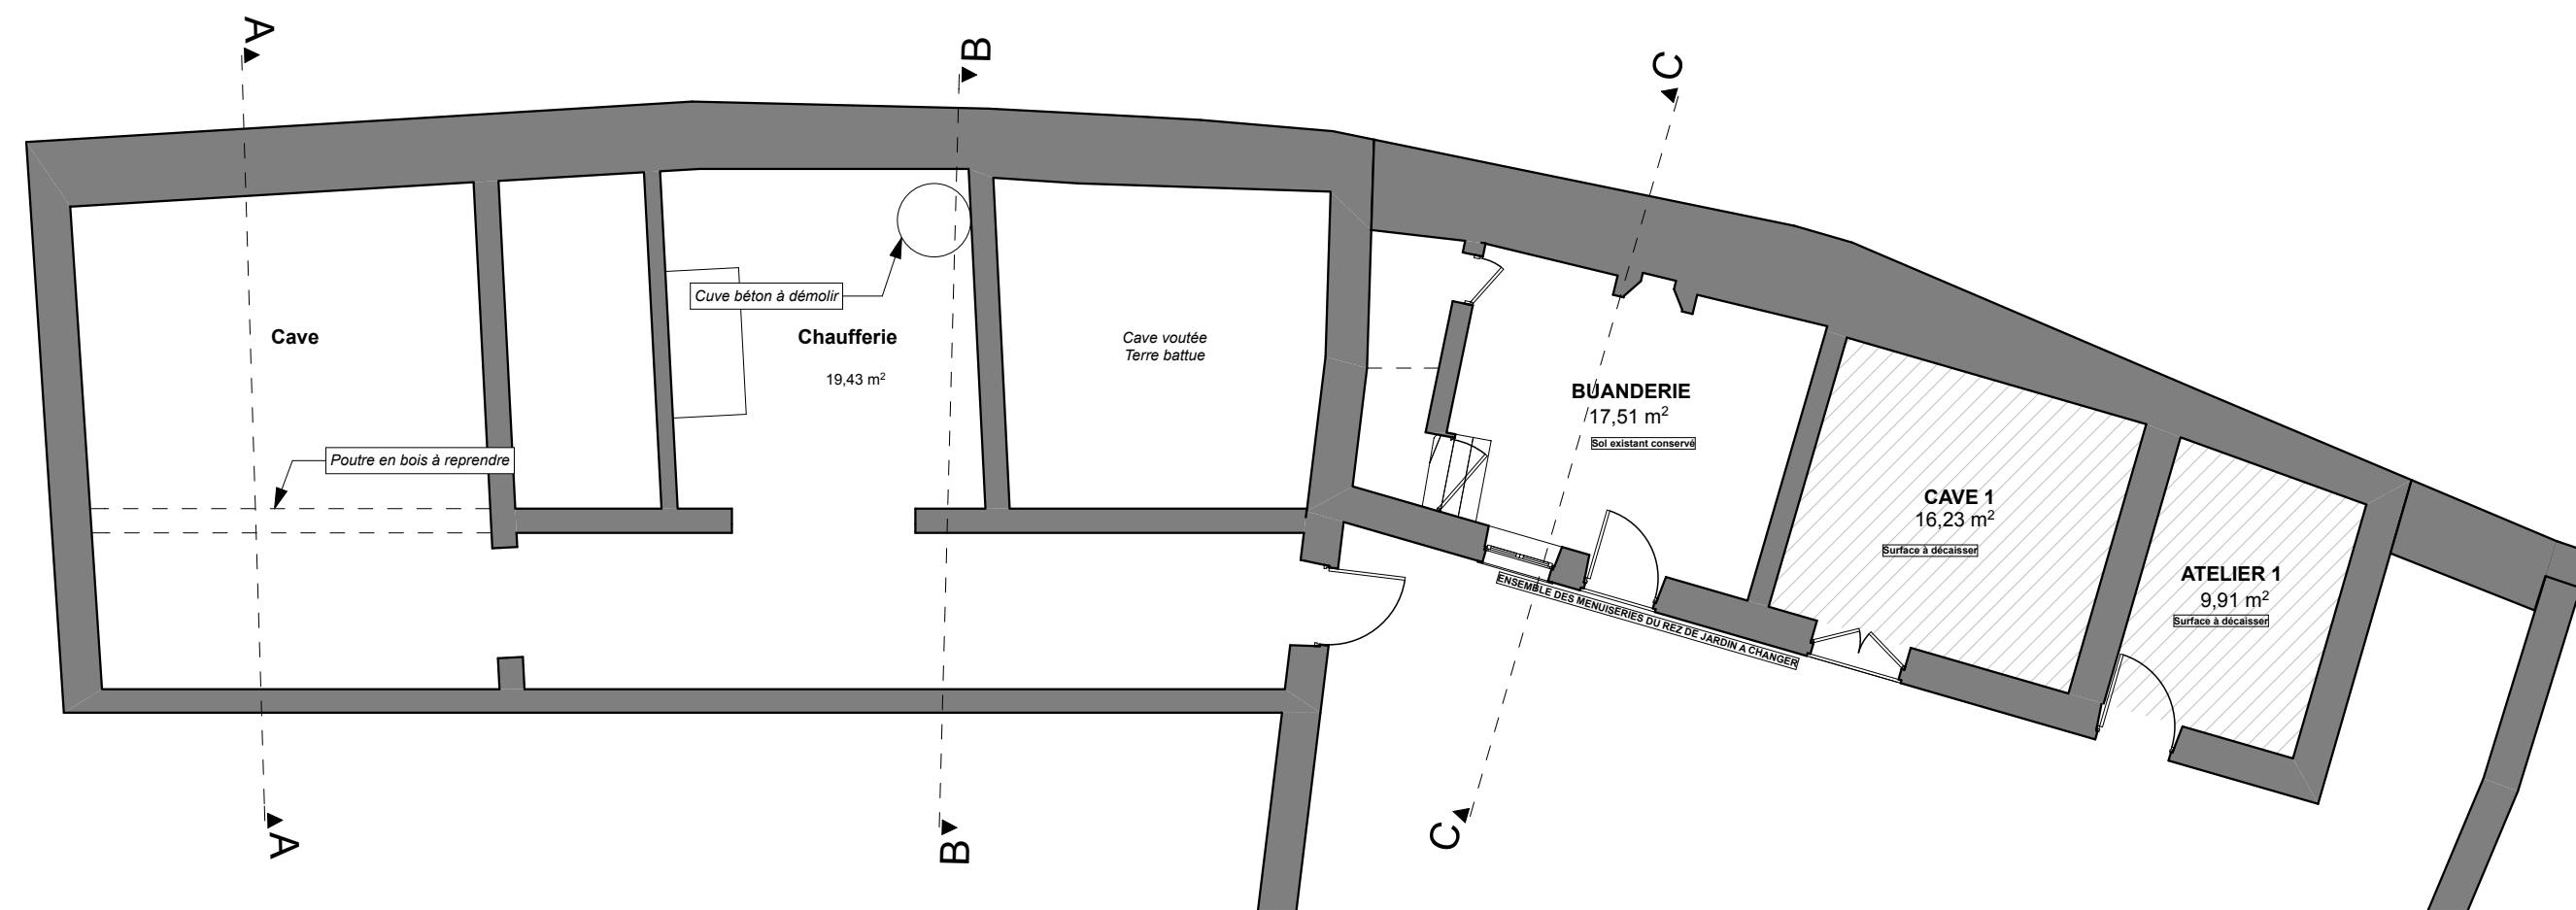 A
B
C
Cuve béton à démolir
Cave
Chaufferie
19,43 m²
Cave voutée
Terre battue
Poutre en bois à reprendre
BUANDERIE
17,51 m²
Sol existant conservé
CAVE 1
16,23 m²
Surface à décaisser
ATELIER 1
9,91 m²
Surface à décaisser
ENSEMBLE DES MENUISERIES DU REZ DE JARDIN A CHANGER
A
B
C